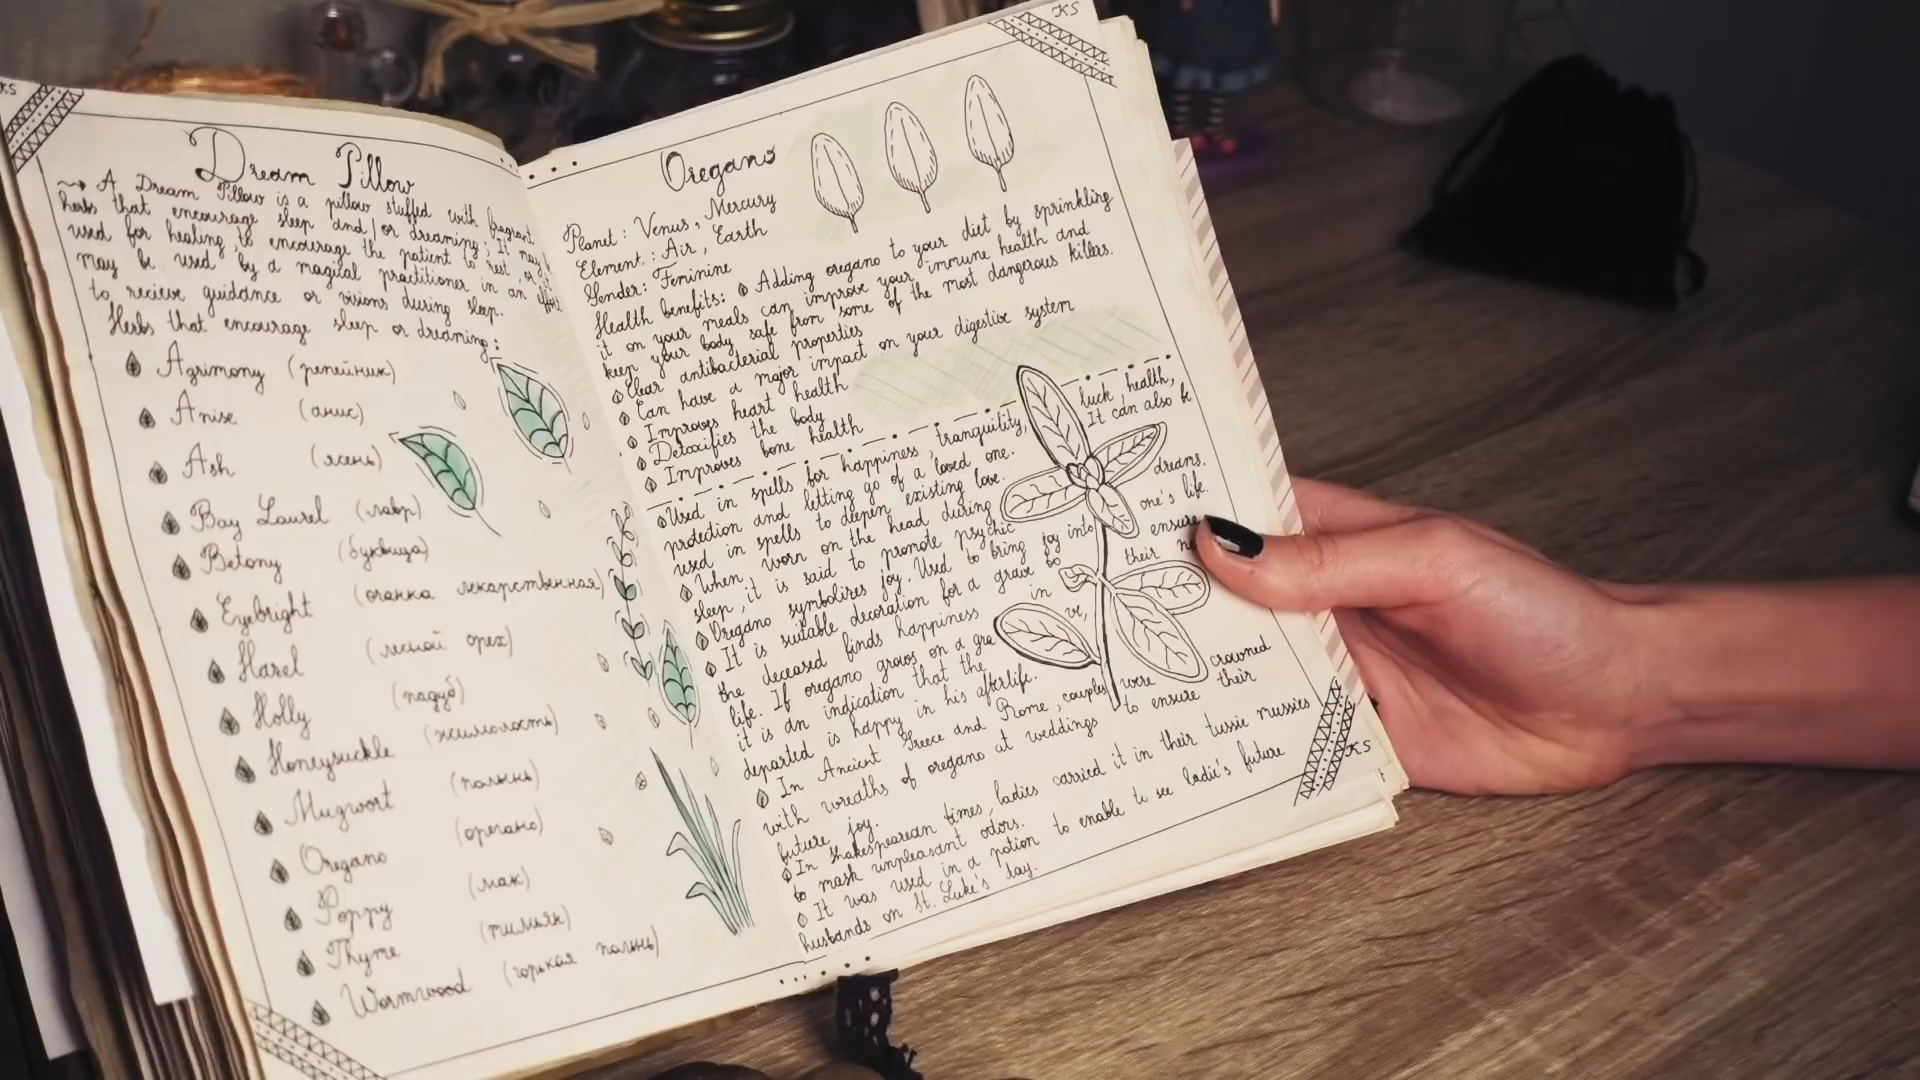 KS
Dream Pillow
A Dream Pillow is a pillow stuffed with fragrant
herbs that encourage sleep and/or dreaming; It may
used for healing, to encourage the patient to rest, or it
may be used by a magical practitioner in an effort
to recieve guidance or visions during sleep.
Herbs that encourage sleep or dreaming:
Agrimony (репейник)
Anise (анис)
Ash (ясень)
Bay Laurel (лавр)
Betony (буквица)
Eyebright (очанка лекарственная)
Hazel (лесной орех)
Holly (падуб)
Honeysuckle (жимолость)
Mugwort (полынь)
Oregano (орегано)
Poppy (мак)
Thyme (тимьян)
Wormwood (горькая полынь)
KS
Oregano
Planet: Venus, Mercury
Element.: Air, Earth
Gender: Feminine
Health benefits: Adding oregano to your diet by sprinkling
it on your meals can improve your immune health and
keep your body safe from some of the most dangerous killers.
Clear antibacterial properties
Can have a major impact on your digestive system
Improves heart health
Detoxifies the body
Improves bone health
Used in spells for happiness, tranquility, luck, health,
protection and letting go of a loved one. It can also be
used in spells to deepen existing love.
When worn on the head during
sleep, it is said to promote psychic dreams.
Oregano symbolizes joy. Used to bring joy into one's life.
It is suitable decoration for a grave so ensure
the deceased finds happiness in their
life. If oregano grows on a grave,
it is an indication that the
departed is happy in his afterlife.
In Ancient Greece and Rome, couples were crowned
with wreaths of oregano at weddings to ensure their
future joy.
In Shakespearean times, ladies carried it in their tussie mussies
to mask unpleasant odors.
It was used in a potion to enable to see ladie's future
husbands on St. Luke's day.
KS